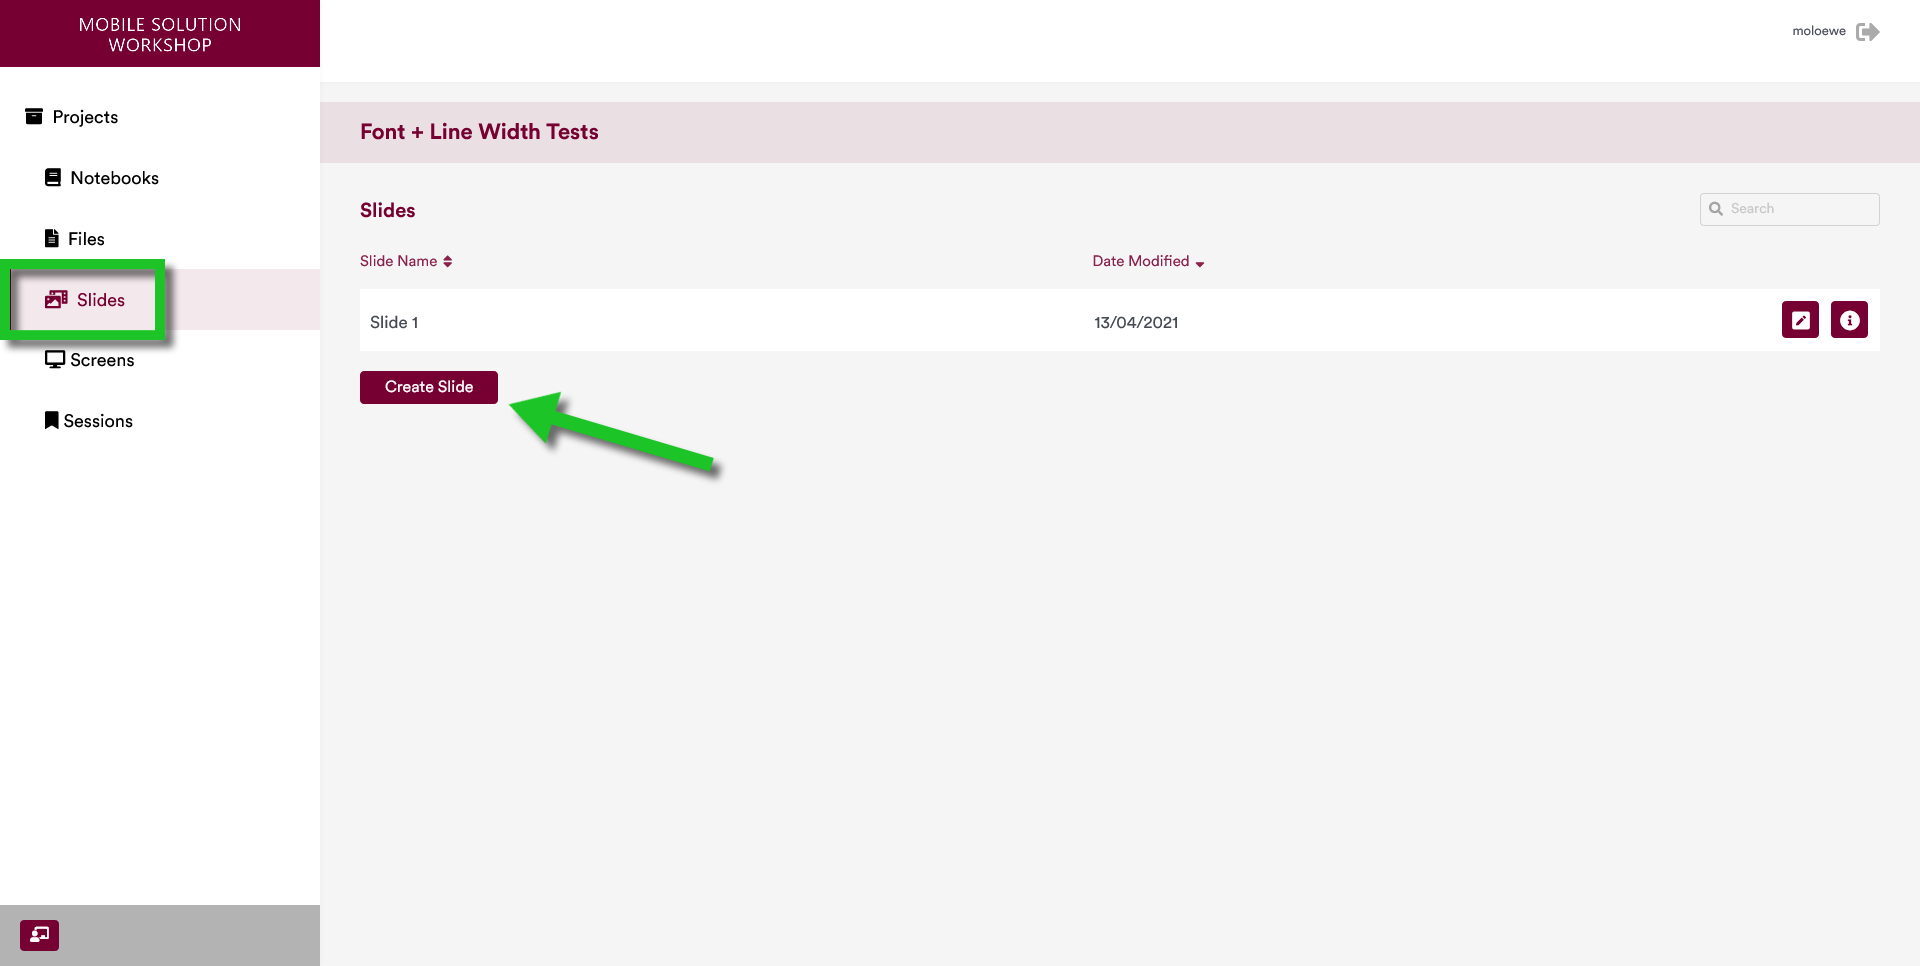 MOBILE SOLUTION
WORKSHOP
moloewe
Projects
Notebooks
Files
Slides
Screens
Sessions
Font + Line Width Tests
Slides
Search
Slide Name
Date Modified
Slide 1
13/04/2021
Create Slide